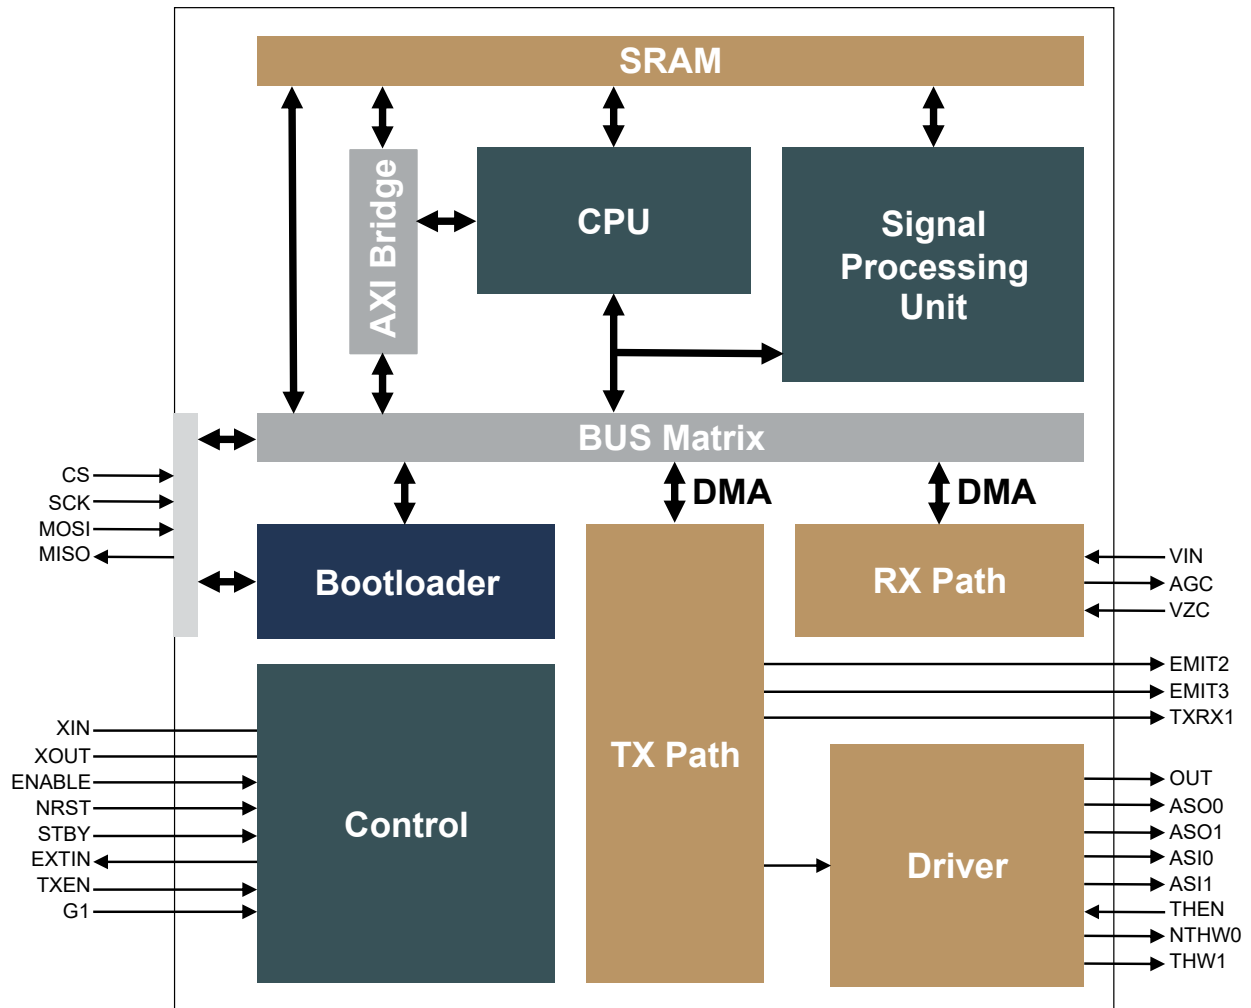 SRAM
AXI Bridge
CPU
Signal
Processing
Unit
BUS Matrix
CS
SCK
MOSI
MISO
DMA
DMA
Bootloader
RX Path
VIN
AGC
VZC
EMIT2
EMIT3
TXRX1
TX Path
XIN
XOUT
ENABLE
NRST
STBY
EXTIN
TXEN
G1
Control
Driver
OUT
ASO0
ASO1
ASI0
ASI1
THEN
NTHW0
THW1